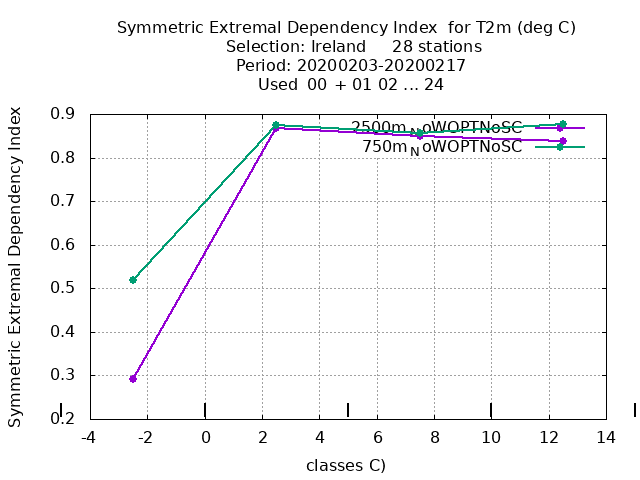 Symmetric Extremal Dependency Index for T2m (deg C)
Selection: Ireland 28 stations
Period: 20200203-20200217
Used 00 + 01 02 ... 24
Symmetric Extremal Dependency Index
0.9
0.8
0.7
0.6
0.5
0.4
0.3
0.2
2500m_NoWOPTNoSC
750m_NoWOPTNoSC
-4 -2 0 2 4 6 8 10 12 14
classes C)